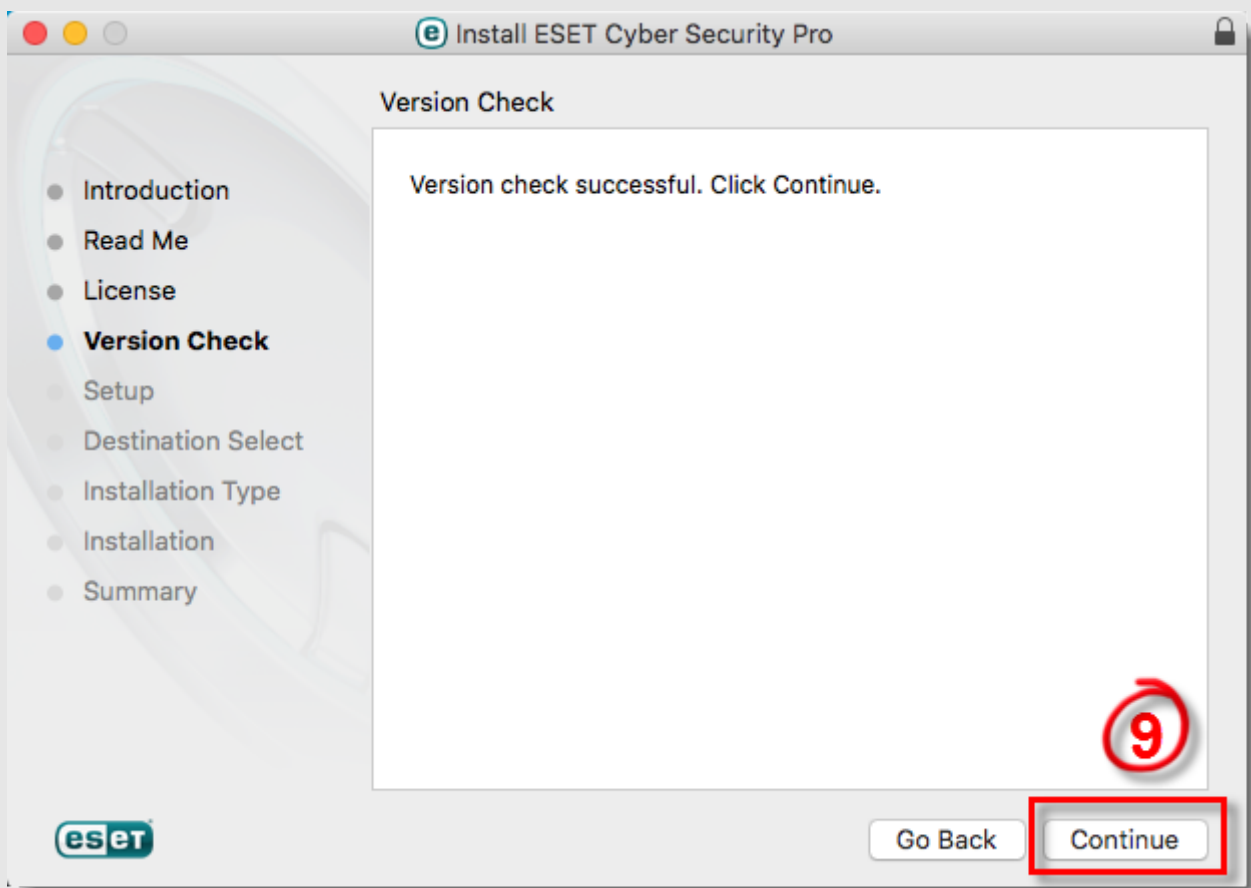 e Install ESET Cyber Security Pro
Version Check
Version check successful. Click Continue.
Introduction
Read Me
License
Version Check
Setup
Destination Select
Installation Type
Installation
Summary
9
eset
Go Back
Continue